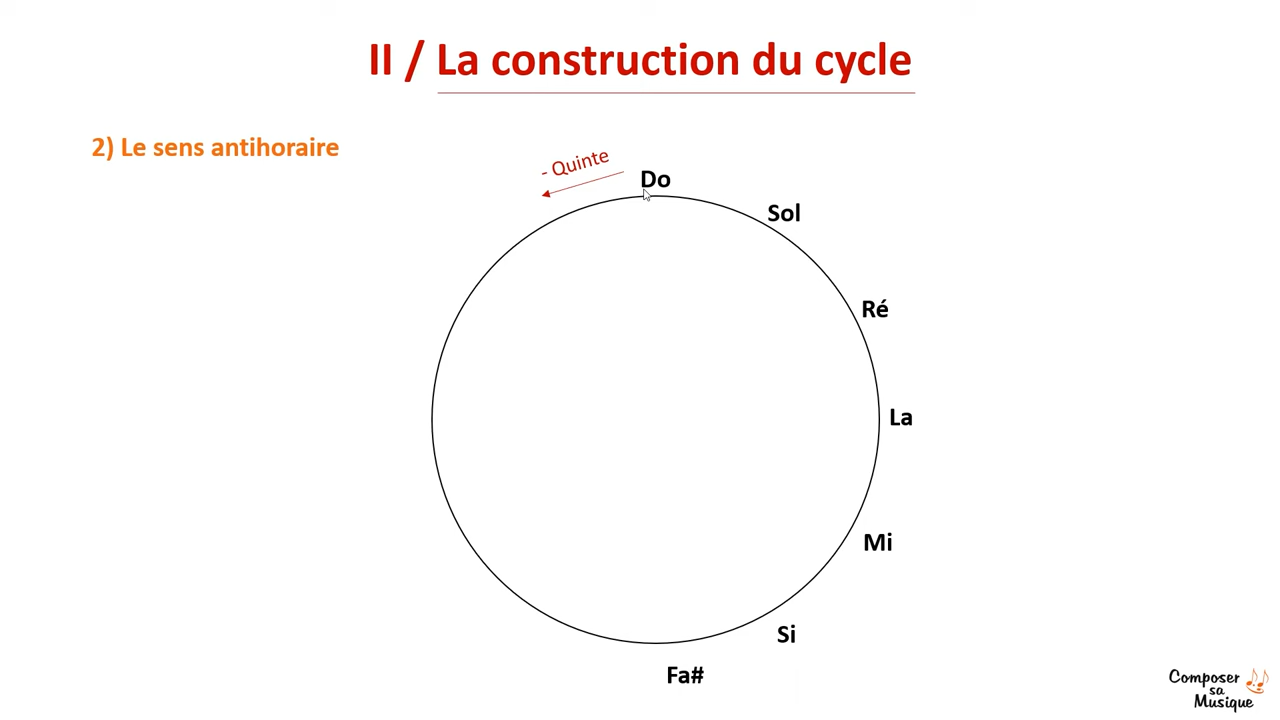 II / La construction du cycle
2) Le sens antihoraire
- Quinte
Do
Sol
Ré
La
Mi
Si
Fa#
Composer
sa
Musique